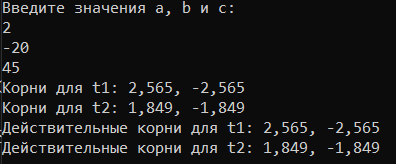 Введите значения a, b и c:
2
-20
45
Корни для t1: 2,565, -2,565
Корни для t2: 1,849, -1,849
Действительные корни для t1: 2,565, -2,565
Действительные корни для t2: 1,849, -1,849